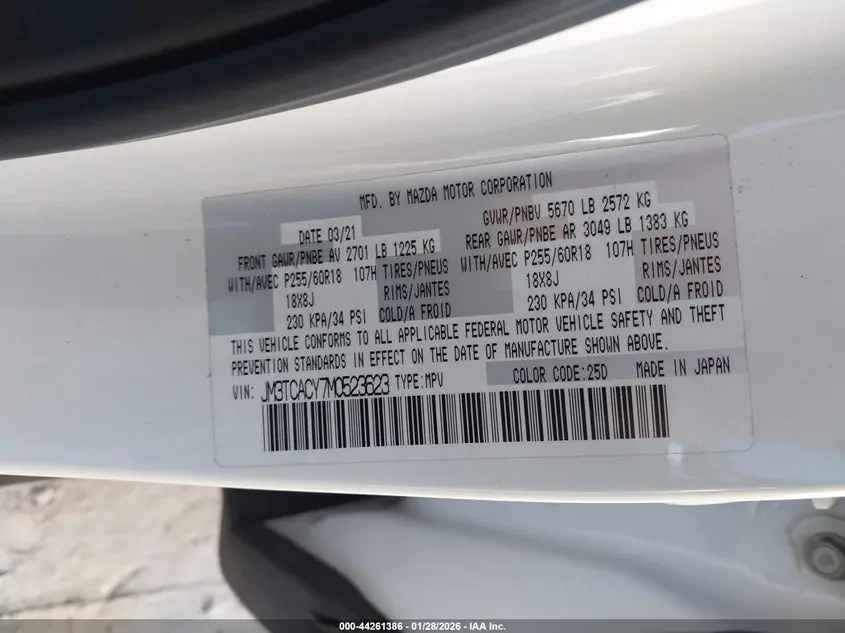 MFD. BY MAZDA MOTOR CORPORATION
DATE 03/21
GVWR/PNBV 5670 LB 2572 KG
FRONT GAWR/PNBE AV 2701 LB 1225 KG
REAR GAWR/PNBE AR 3049 LB 1383 KG
WITH/AVEC P255/60R18 107H TIRES/PNEUS
WITH/AVEC P255/60R18 107H TIRES/PNEUS
18X8J RIMS/JANTES
18X8J RIMS/JANTES
230 KPA/34 PSI COLD/A FROID
230 KPA/34 PSI COLD/A FROID
THIS VEHICLE CONFORMS TO ALL APPLICABLE FEDERAL MOTOR VEHICLE SAFETY AND THEFT
PREVENTION STANDARDS IN EFFECT ON THE DATE OF MANUFACTURE SHOWN ABOVE.
VIN: JM3TCACY7M0523623 TYPE:MPV COLOR CODE:25D MADE IN JAPAN
000-44261386 - 01/28/2026 - IAA Inc.